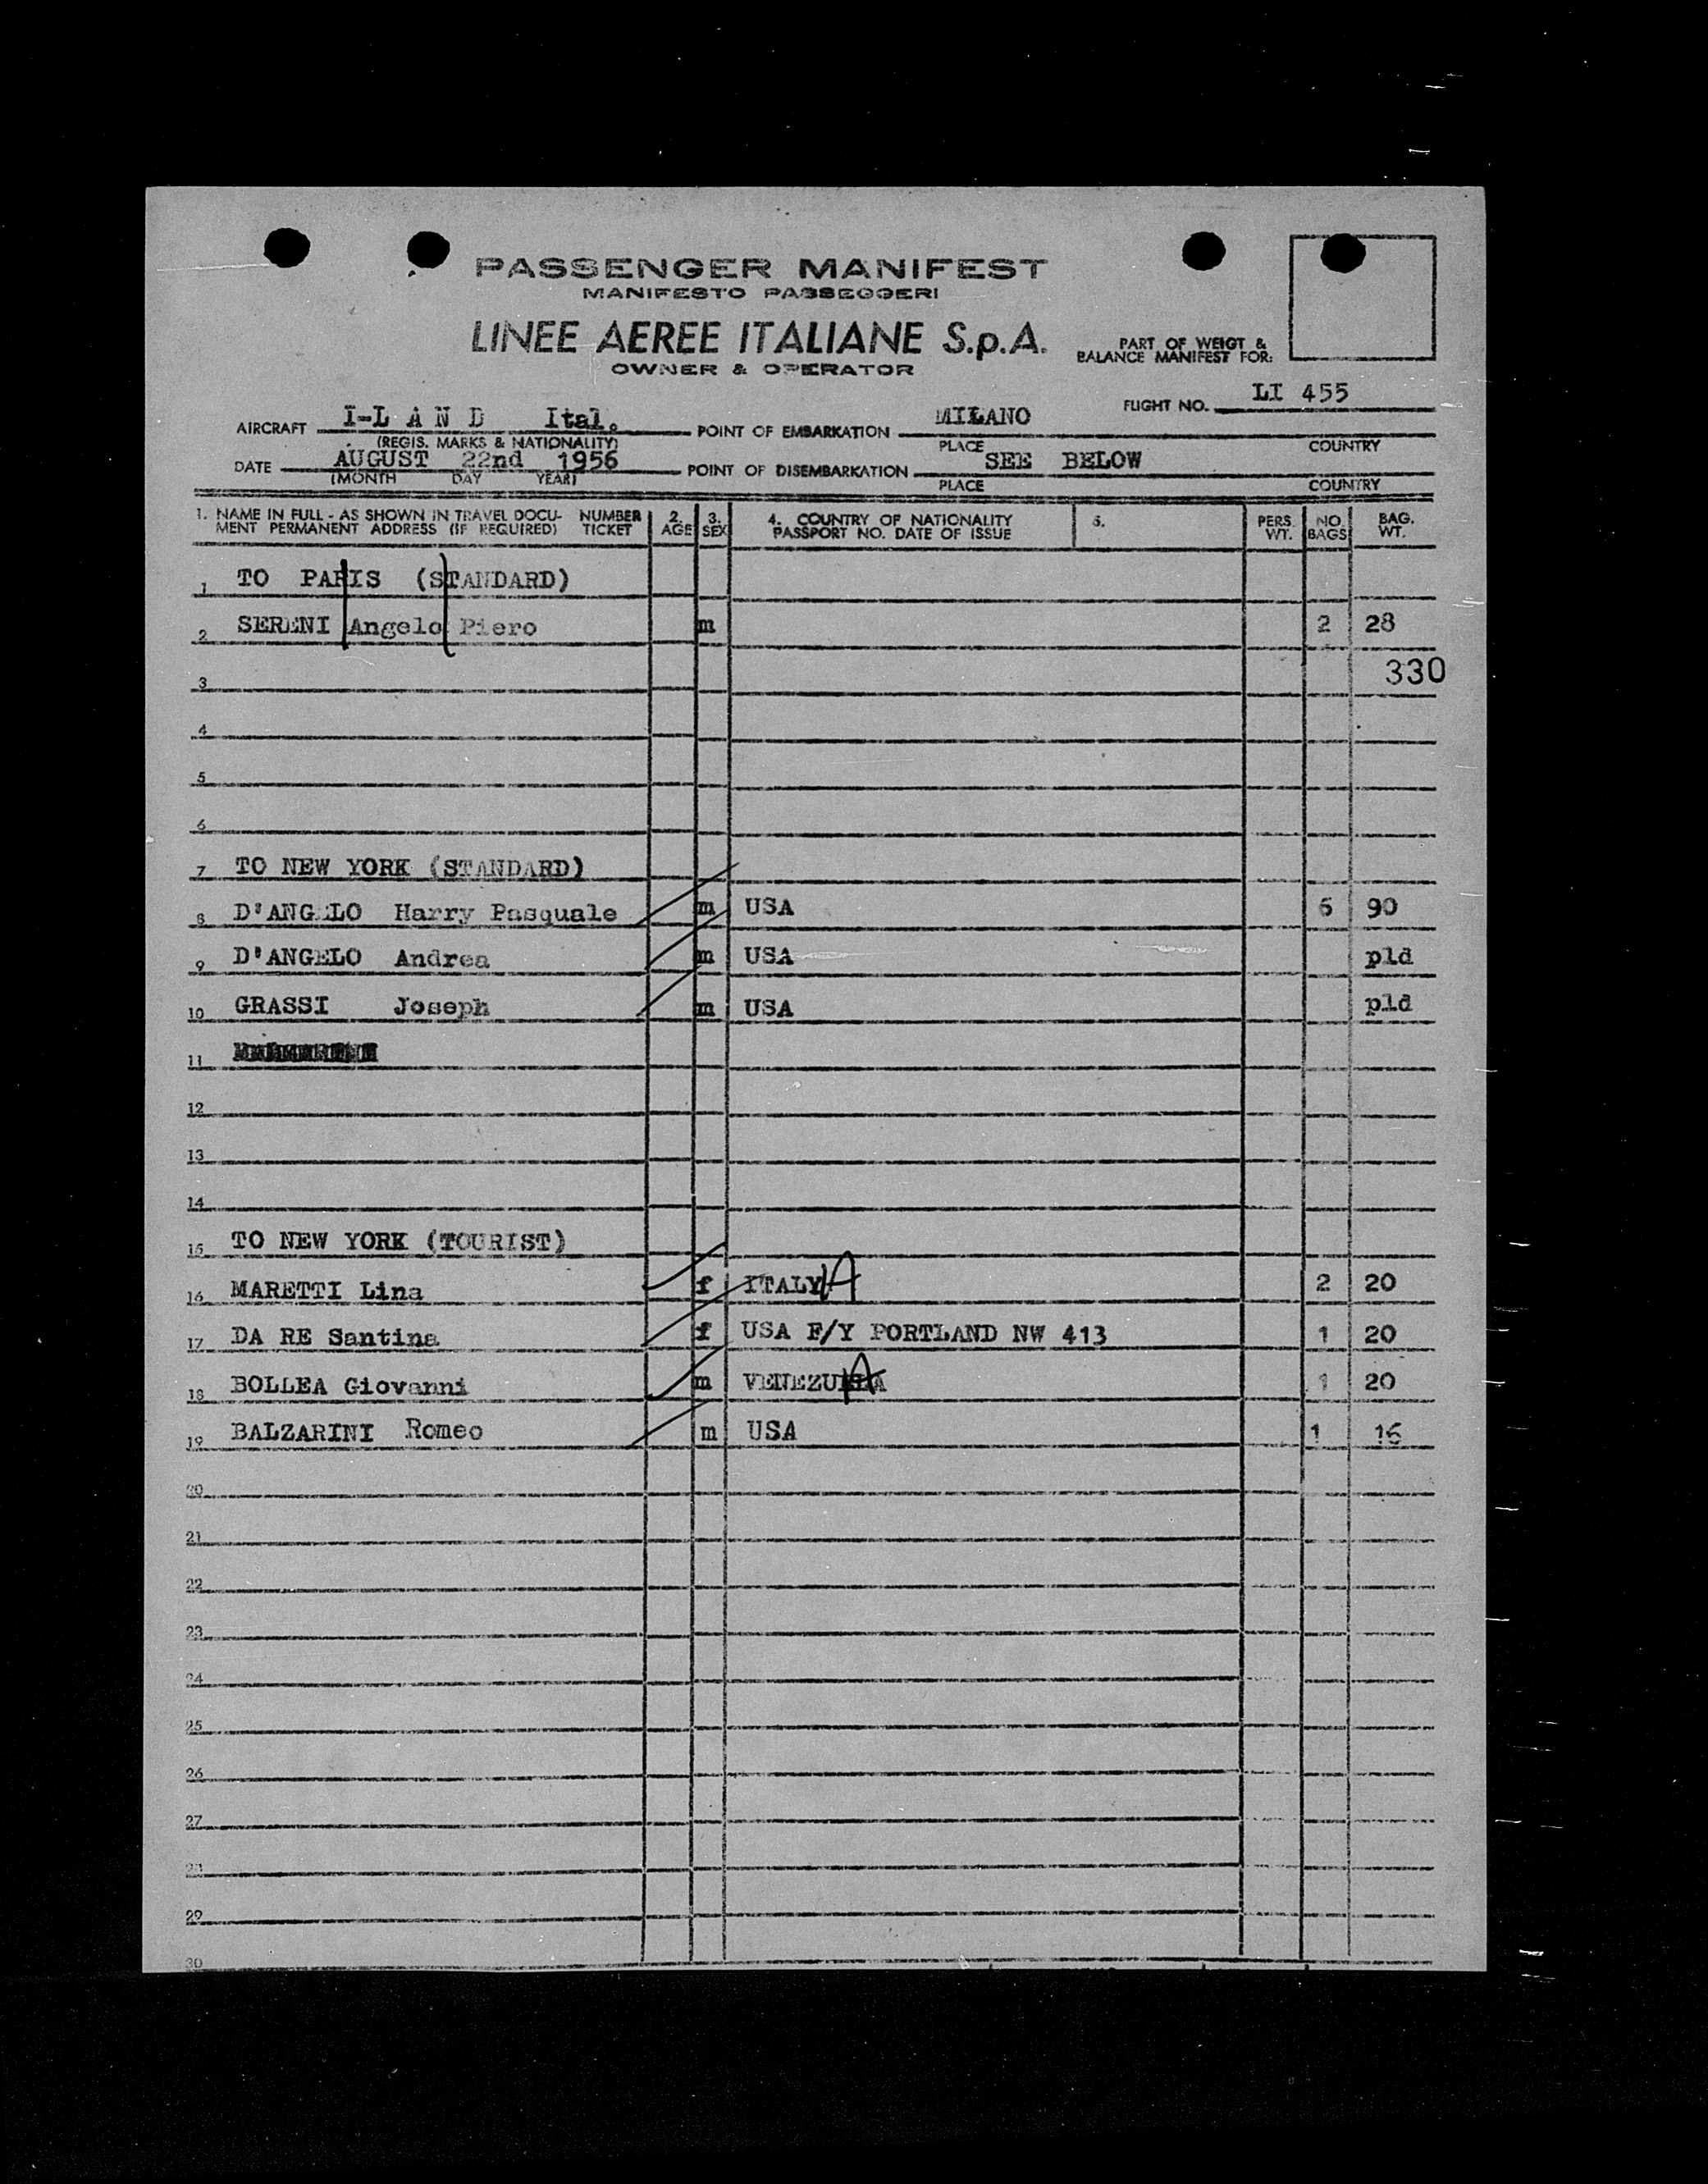 PASSENGER MANIFEST
MANIFESTO PASSEGGERI
LINEE AEREE ITALIANE S.p.A.
OWNER & OPERATOR
PART OF WEIGT &
BALANCE MANIFEST FOR:
FLIGHT NO. LI 455
AIRCRAFT I-L A N D Ital. POINT OF EMBARKATION MILANO
(REGIS. MARKS & NATIONALITY) PLACE COUNTRY
DATE AUGUST 22nd 1956 POINT OF DISEMBARKATION SEE BELOW
(MONTH DAY YEAR) PLACE COUNTRY
1. NAME IN FULL - AS SHOWN IN TRAVEL DOCU- NUMBER 2. 3. 4. COUNTRY OF NATIONALITY 5. PERS. NO. BAG.
MENT PERMANENT ADDRESS (IF REQUIRED) TICKET AGE SEX PASSPORT NO. DATE OF ISSUE WT. BAGS WT.
1 TO PARIS (STANDARD)
2 SERENI Angelo Piero m 2 28
330
3
4
5
6
7 TO NEW YORK (STANDARD)
8 D'ANGELO Harry Pasquale m USA 6 90
9 D'ANGELO Andrea m USA pld
10 GRASSI Joseph m USA pld
11
12
13
14
15 TO NEW YORK (TOURIST)
16 MARETTI Lina f ITALY A 2 20
17 DA RE Santina f USA F/Y PORTLAND NW 413 1 20
18 BOLLEA Giovanni m VENEZUELA A 1 20
19 BALZARINI Romeo m USA 1 16
20
21
22
23
24
25
26
27
28
29
30